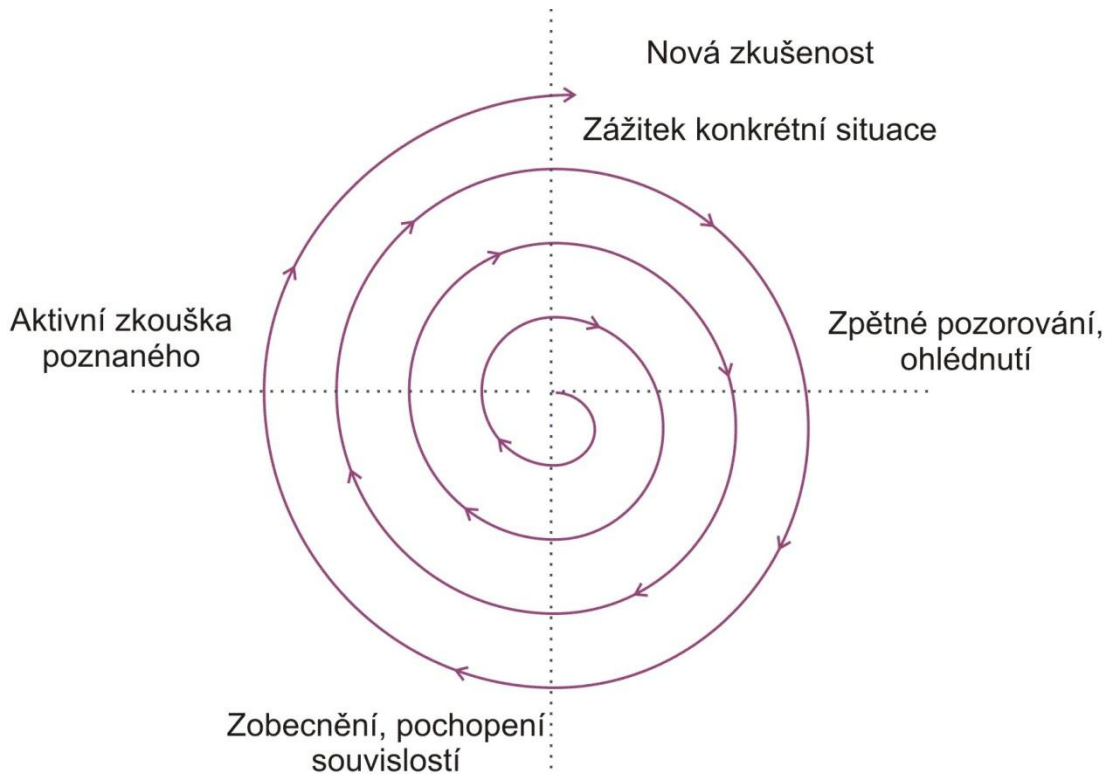 Nová zkušenost
Zážitek konkrétní situace
Aktivní zkouška
poznaného
Zpětné pozorování,
ohlédnutí
Zobecnění, pochopení
souvislostí